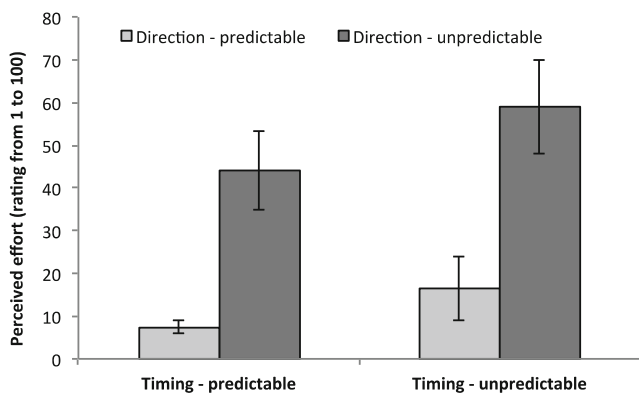 80
Direction - predictable
Direction - unpredictable
70
60
50
40
30
20
10
0
Perceived effort (rating from 1 to 100)
Timing - predictable
Timing - unpredictable